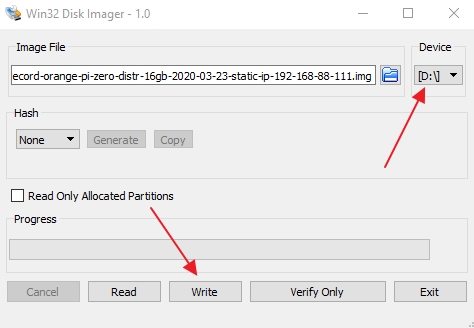 Win32 Disk Imager - 1.0
Image File
Device
ecord-orange-pi-zero-distr-16gb-2020-03-23-static-ip-192-168-88-111.img
[D:\]
Hash
None
Generate
Copy
Read Only Allocated Partitions
Progress
Cancel
Read
Write
Verify Only
Exit